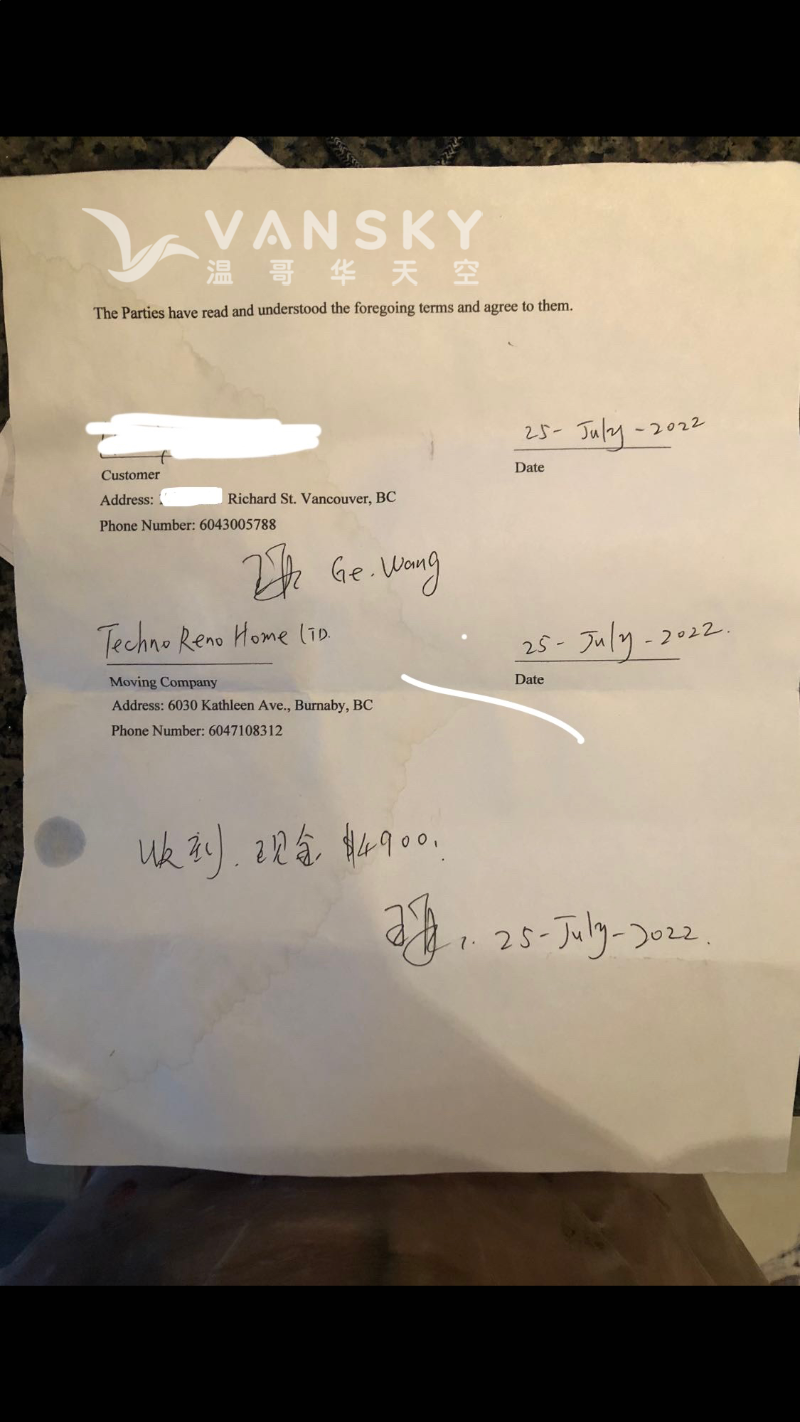 VANSKY
温哥华天空
The Parties have read and understood the foregoing terms and agree to them.
25- July -2022
Customer
Date
Address: Richard St. Vancouver, BC
Phone Number: 6043005788
Ge. Wang
Techno Reno Home LTD.
25- July -2022.
Moving Company
Date
Address: 6030 Kathleen Ave., Burnaby, BC
Phone Number: 6047108312
收到. 现金 $4900.
25-July-2022.